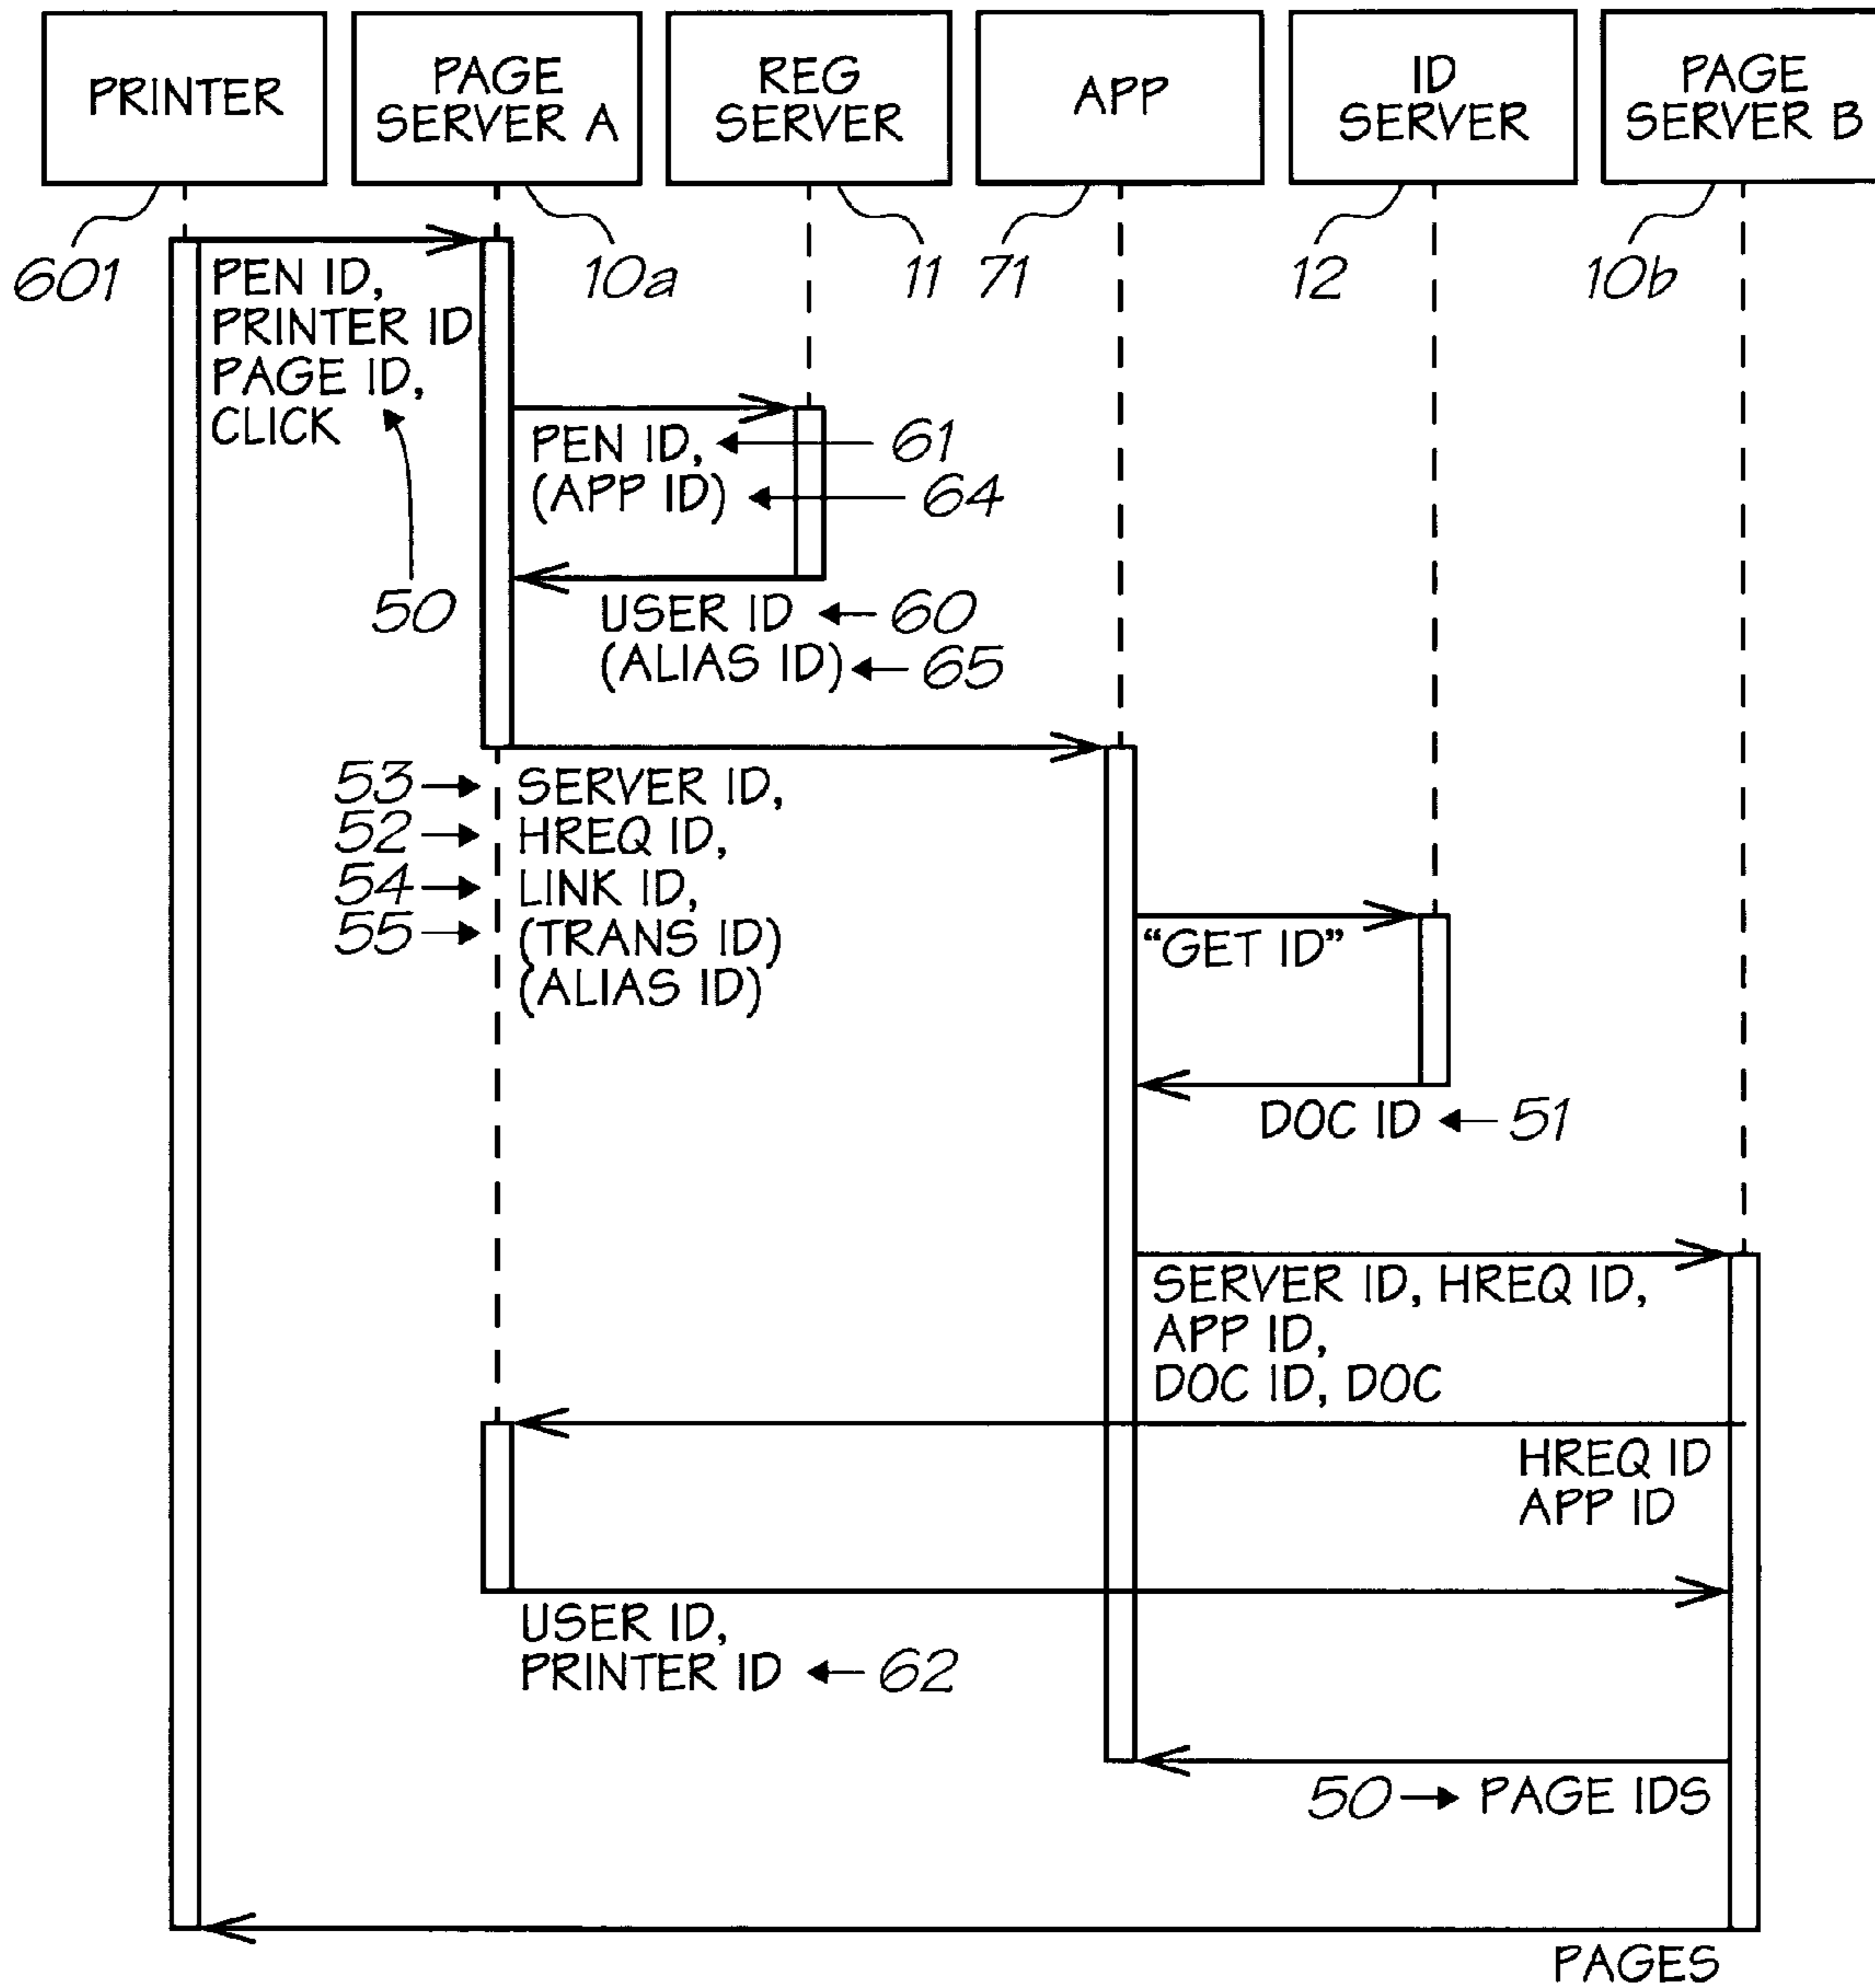 PRINTER
PAGE
SERVER A
REG
SERVER
APP
ID
SERVER
PAGE
SERVER B
601
10a
11
71
12
10b
PEN ID,
PRINTER ID
PAGE ID,
CLICK
50
PEN ID,
61
(APP ID)
64
USER ID
60
(ALIAS ID)
65
53
SERVER ID,
52
HREQ ID,
54
LINK ID,
55
(TRANS ID)
(ALIAS ID)
“GET ID”
DOC ID
51
SERVER ID, HREQ ID,
APP ID,
DOC ID, DOC
HREQ ID
APP ID
USER ID,
PRINTER ID
62
50
PAGE IDS
PAGES